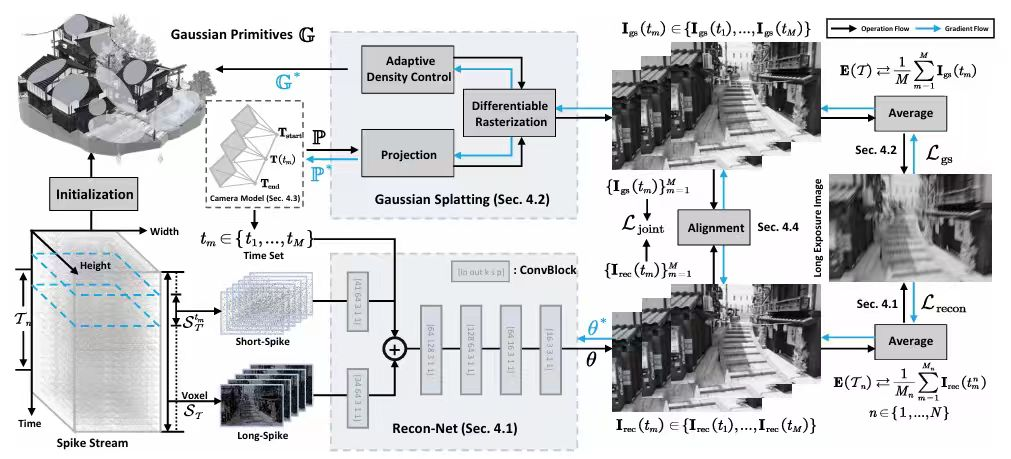 Gaussian Primitives 𝔾
𝔾*
Adaptive
Density Control
Differentiable
Rasterization
Projection
Gaussian Splatting (Sec. 4.2)
ℙ
ℙ*
T_start
T(t_m)
T_end
Camera Model (Sec. 4.3)
t_m ∈ {t_1, ..., t_M}
Time Set
Initialization
Width
Height
𝒯_n
Time
Spike Stream
𝒮_𝒯^{t_m}
Short-Spike
Voxel
𝒮_𝒯
Long-Spike
[in out k s p]
: ConvBlock
[41 64 3 1 1]
[34 64 3 1 1]
+
[64 128 3 1 1]
[128 64 3 1 1]
[64 16 3 1 1]
[16 3 3 1 1]
Recon-Net (Sec. 4.1)
θ*
θ
I_gs(t_m) ∈ {I_gs(t_1), ..., I_gs(t_M)}
Operation Flow
Gradient Flow
E(𝒯) ⇄ 1/M ∑_{m=1}^{M} I_gs(t_m)
Average
Sec. 4.2
ℒ_gs
{I_gs(t_m)}_{m=1}^{M}
ℒ_joint
{I_rec(t_m)}_{m=1}^{M}
Alignment
Sec. 4.4
Long Exposure Image
Sec. 4.1
ℒ_recon
Average
E(𝒯_n) ⇄ 1/M_n ∑_{m=1}^{M_n} I_rec(t_m^n)
n ∈ {1, ..., N}
I_rec(t_m) ∈ {I_rec(t_1), ..., I_rec(t_M)}